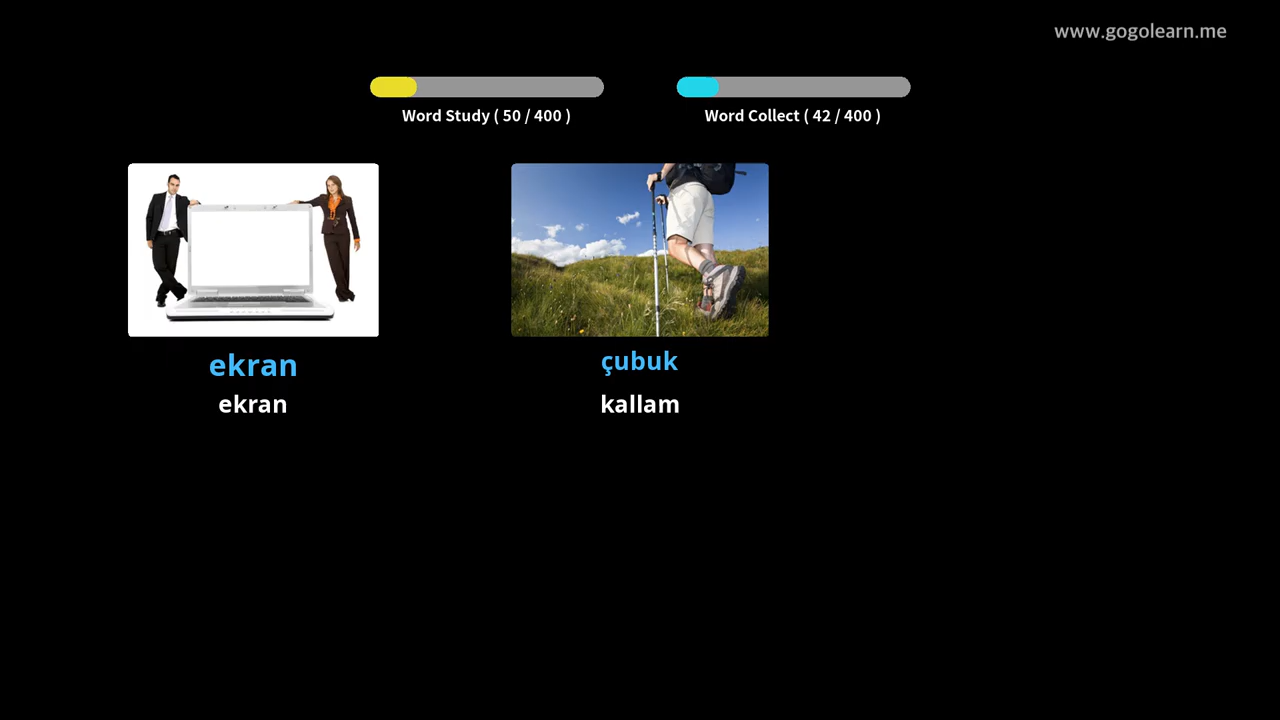 www.gogolearn.me
Word Study ( 50 / 400 )
Word Collect ( 42 / 400 )
ekran
ekran
çubuk
kallam